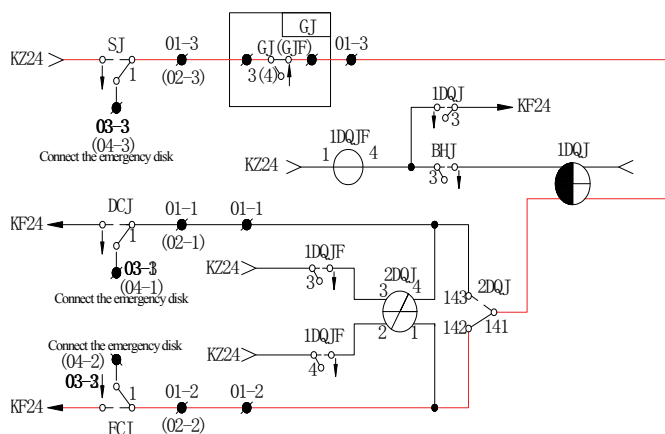 GJ
SJ
01-3
GJ(GJF)
01-3
KZ24
1
(02-3)
3(4)
03-3
(04-3)
Connect the emergency disk
1DQJ
KF24
3
1DQJF
KZ24
1
4
BHJ
3
1DQJ
DCJ
01-1
01-1
KF24
1
(02-1)
03-1
(04-1)
Connect the emergency disk
1DQJF
KZ24
3
2DQJ
3
4
2
1
2DQJ
143
142
141
1DQJF
KZ24
4
Connect the emergency disk
(04-2)
03-2
01-2
01-2
KF24
1
(02-2)
FCJ